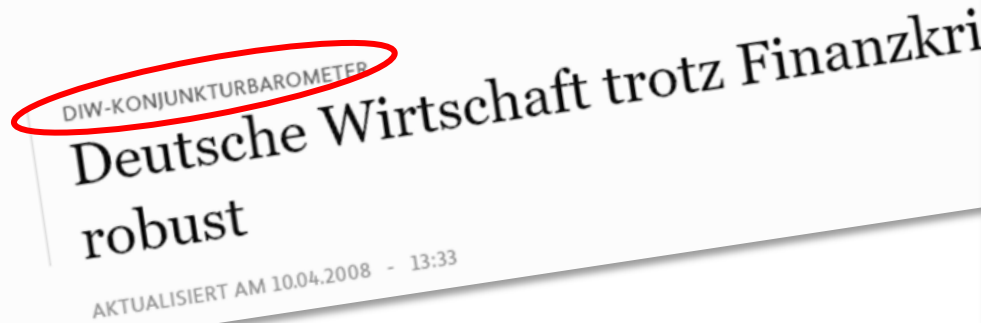 DIW-KONJUNKTURBAROMETER
Deutsche Wirtschaft trotz Finanzkri
robust
AKTUALISIERT AM 10.04.2008 - 13:33